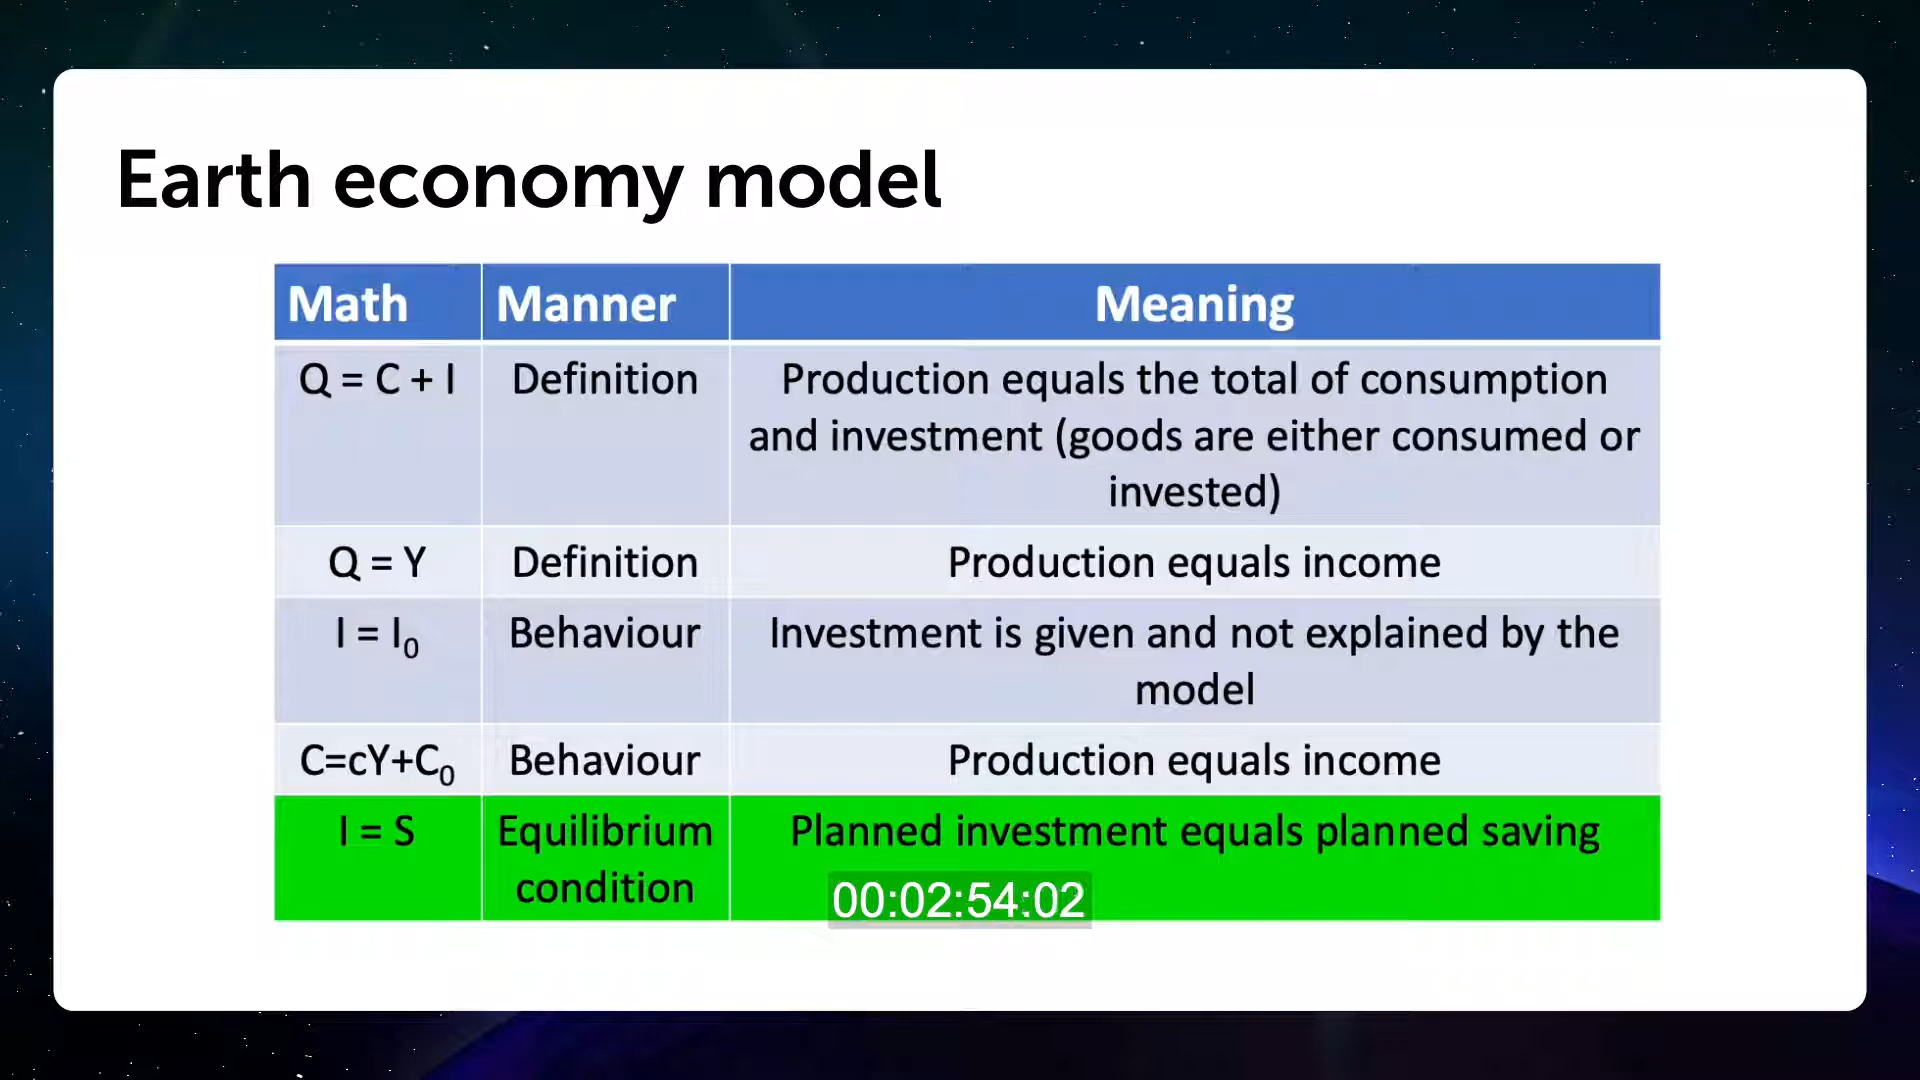 Earth economy model
Math Manner Meaning
Q = C + I Definition Production equals the total of consumption
and investment (goods are either consumed or
invested)
Q = Y Definition Production equals income
I = I₀ Behaviour Investment is given and not explained by the
model
C=cY+C₀ Behaviour Production equals income
I = S Equilibrium Planned investment equals planned saving
condition
00:02:54:02